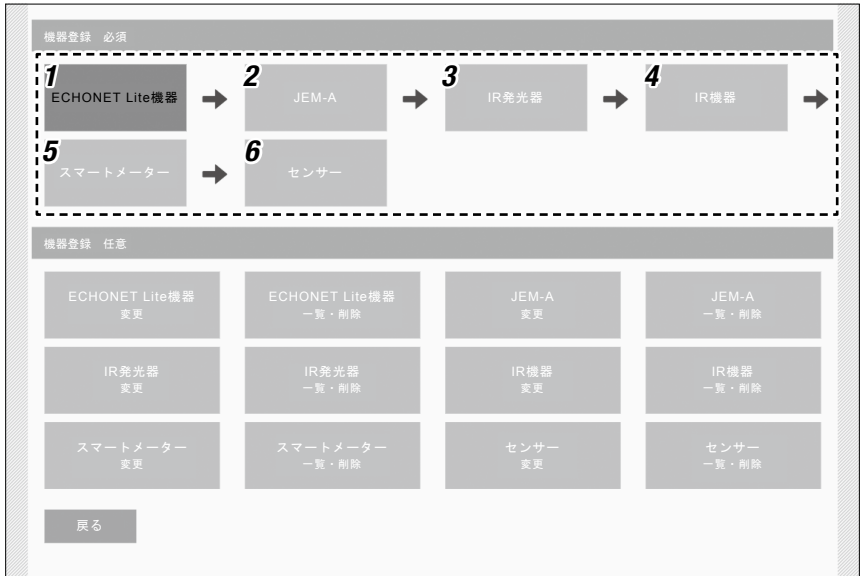 機器登録 必須
1
ECHONET Lite機器
2
JEM-A
3
IR発光器
4
IR機器
5
スマートメーター
6
センサー
機器登録 任意
ECHONET Lite機器
変更
ECHONET Lite機器
一覧・削除
JEM-A
変更
JEM-A
一覧・削除
IR発光器
変更
IR発光器
一覧・削除
IR機器
変更
IR機器
一覧・削除
スマートメーター
変更
スマートメーター
一覧・削除
センサー
変更
センサー
一覧・削除
戻る